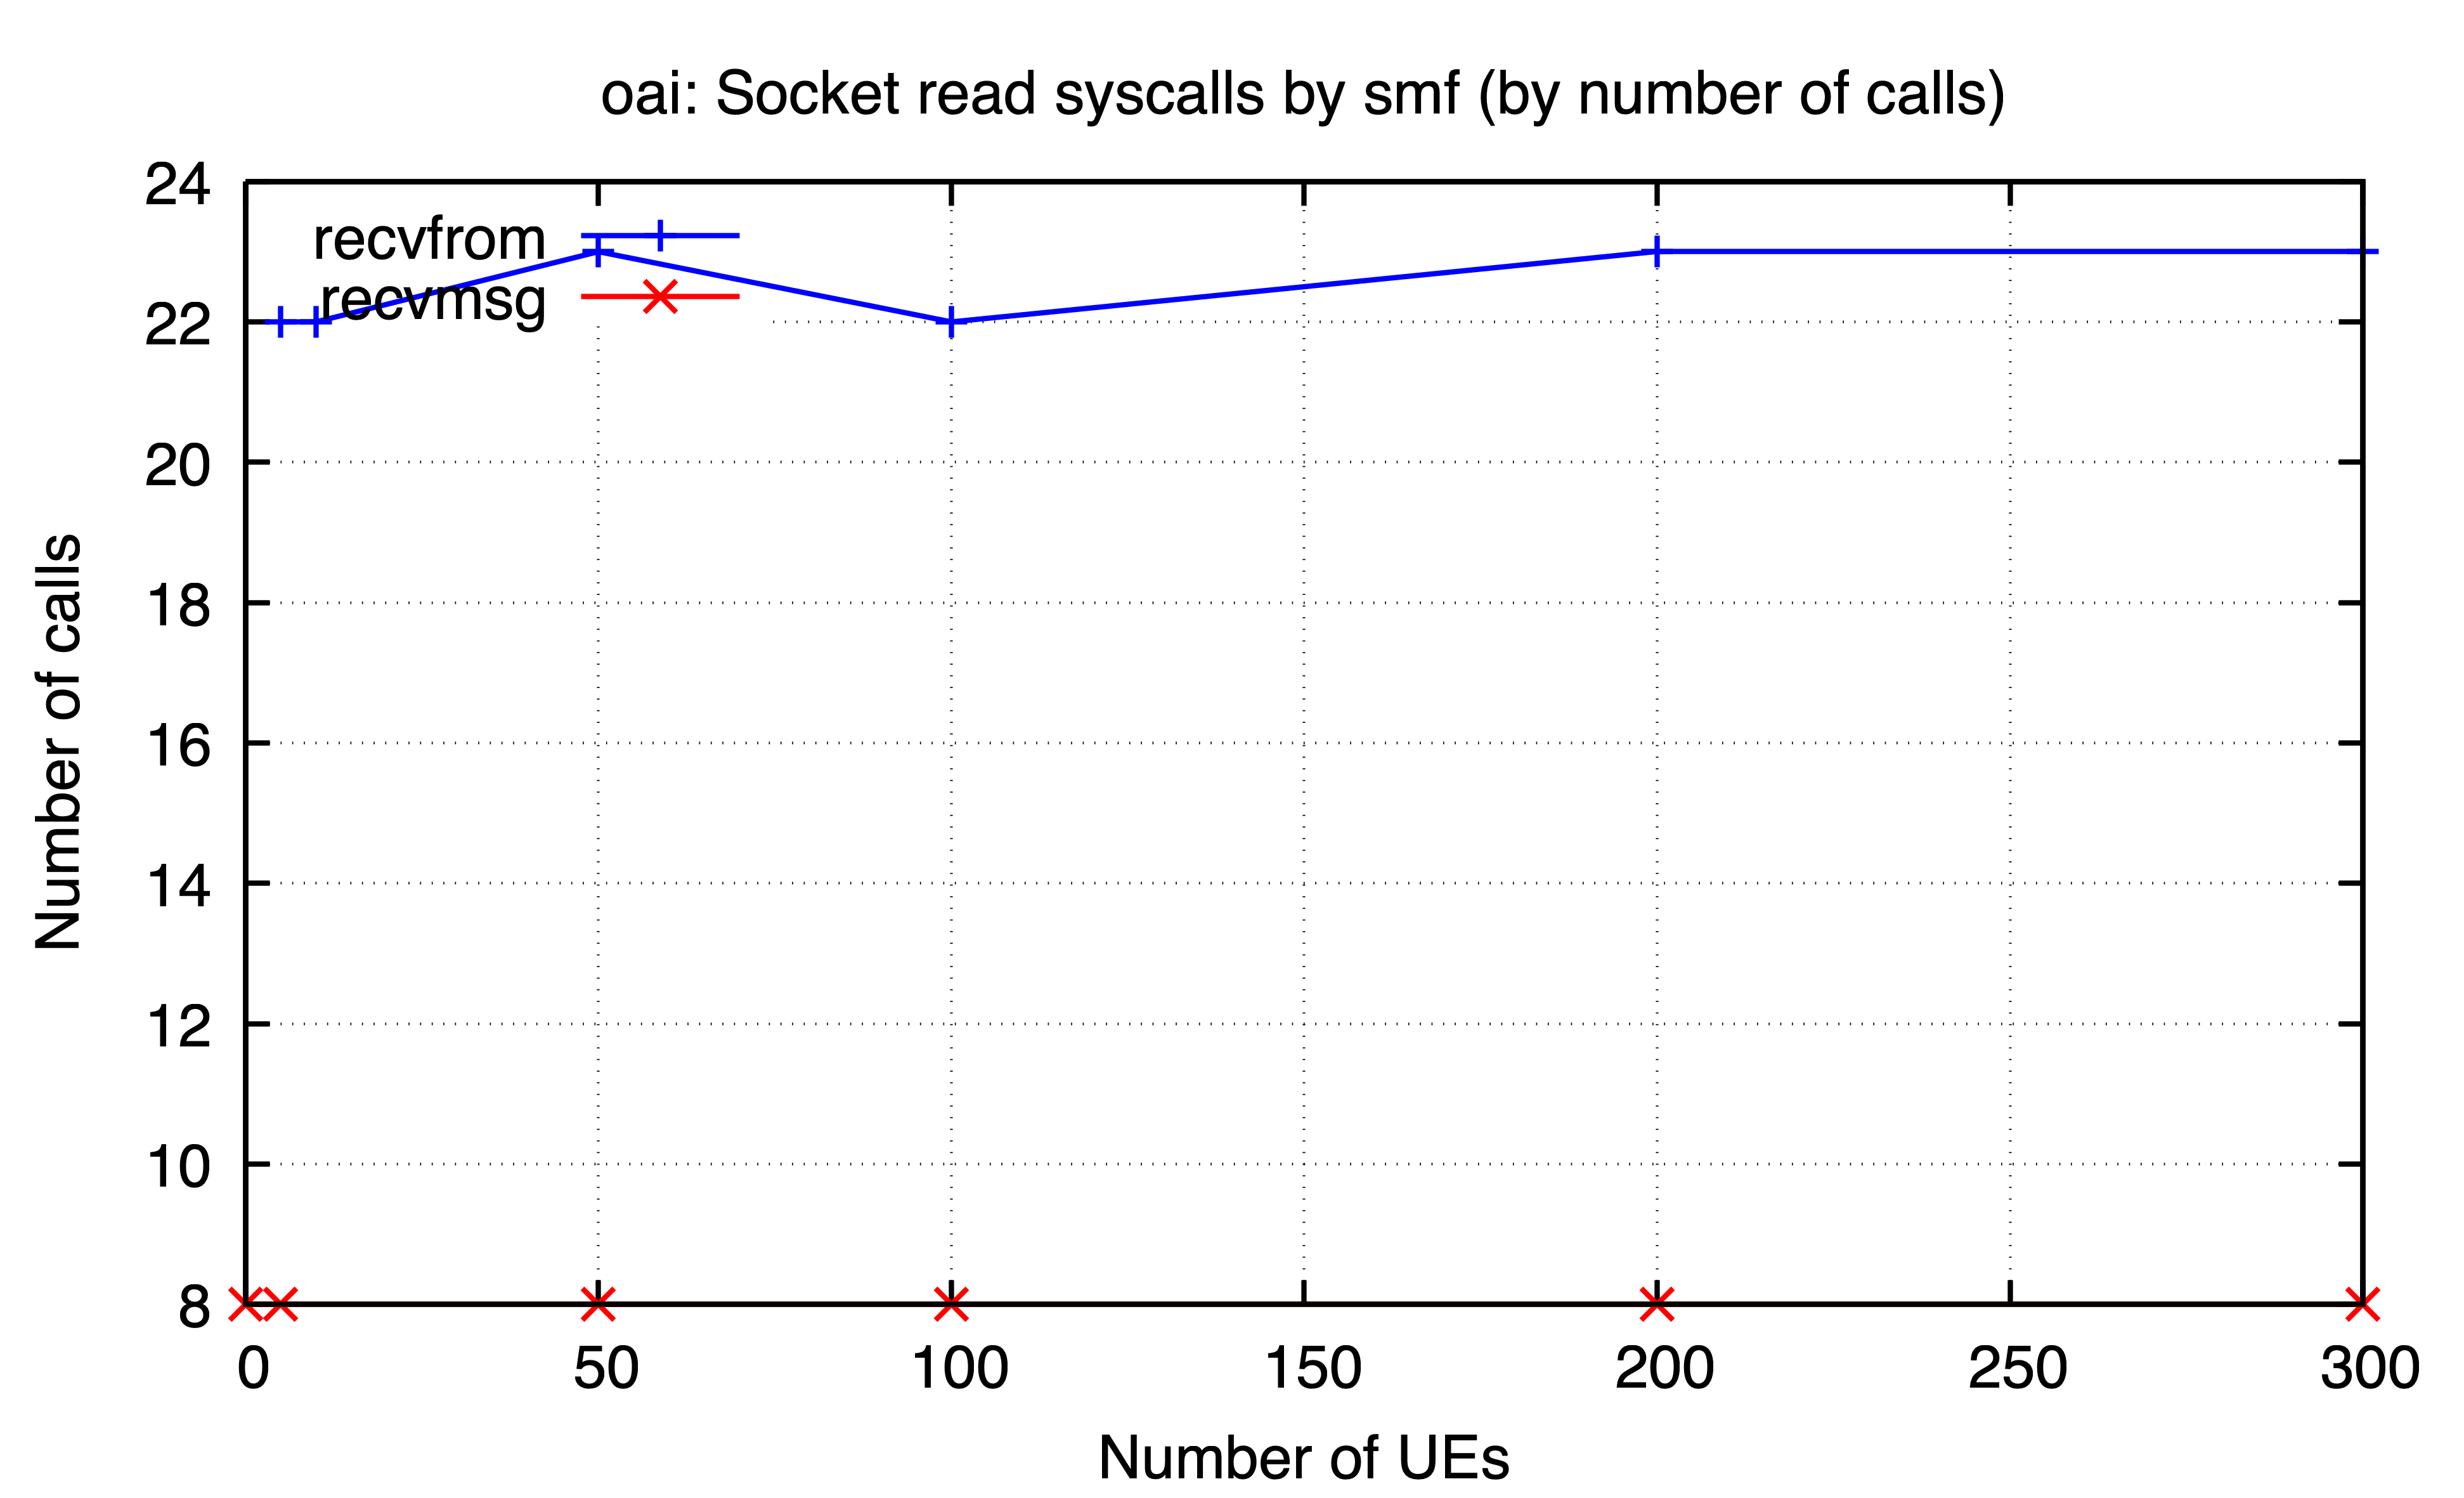 oai: Socket read syscalls by smf (by number of calls)
24
recvfrom
recvmsg
22
20
18
16
14
12
10
8
Number of calls
0 50 100 150 200 250 300
Number of UEs